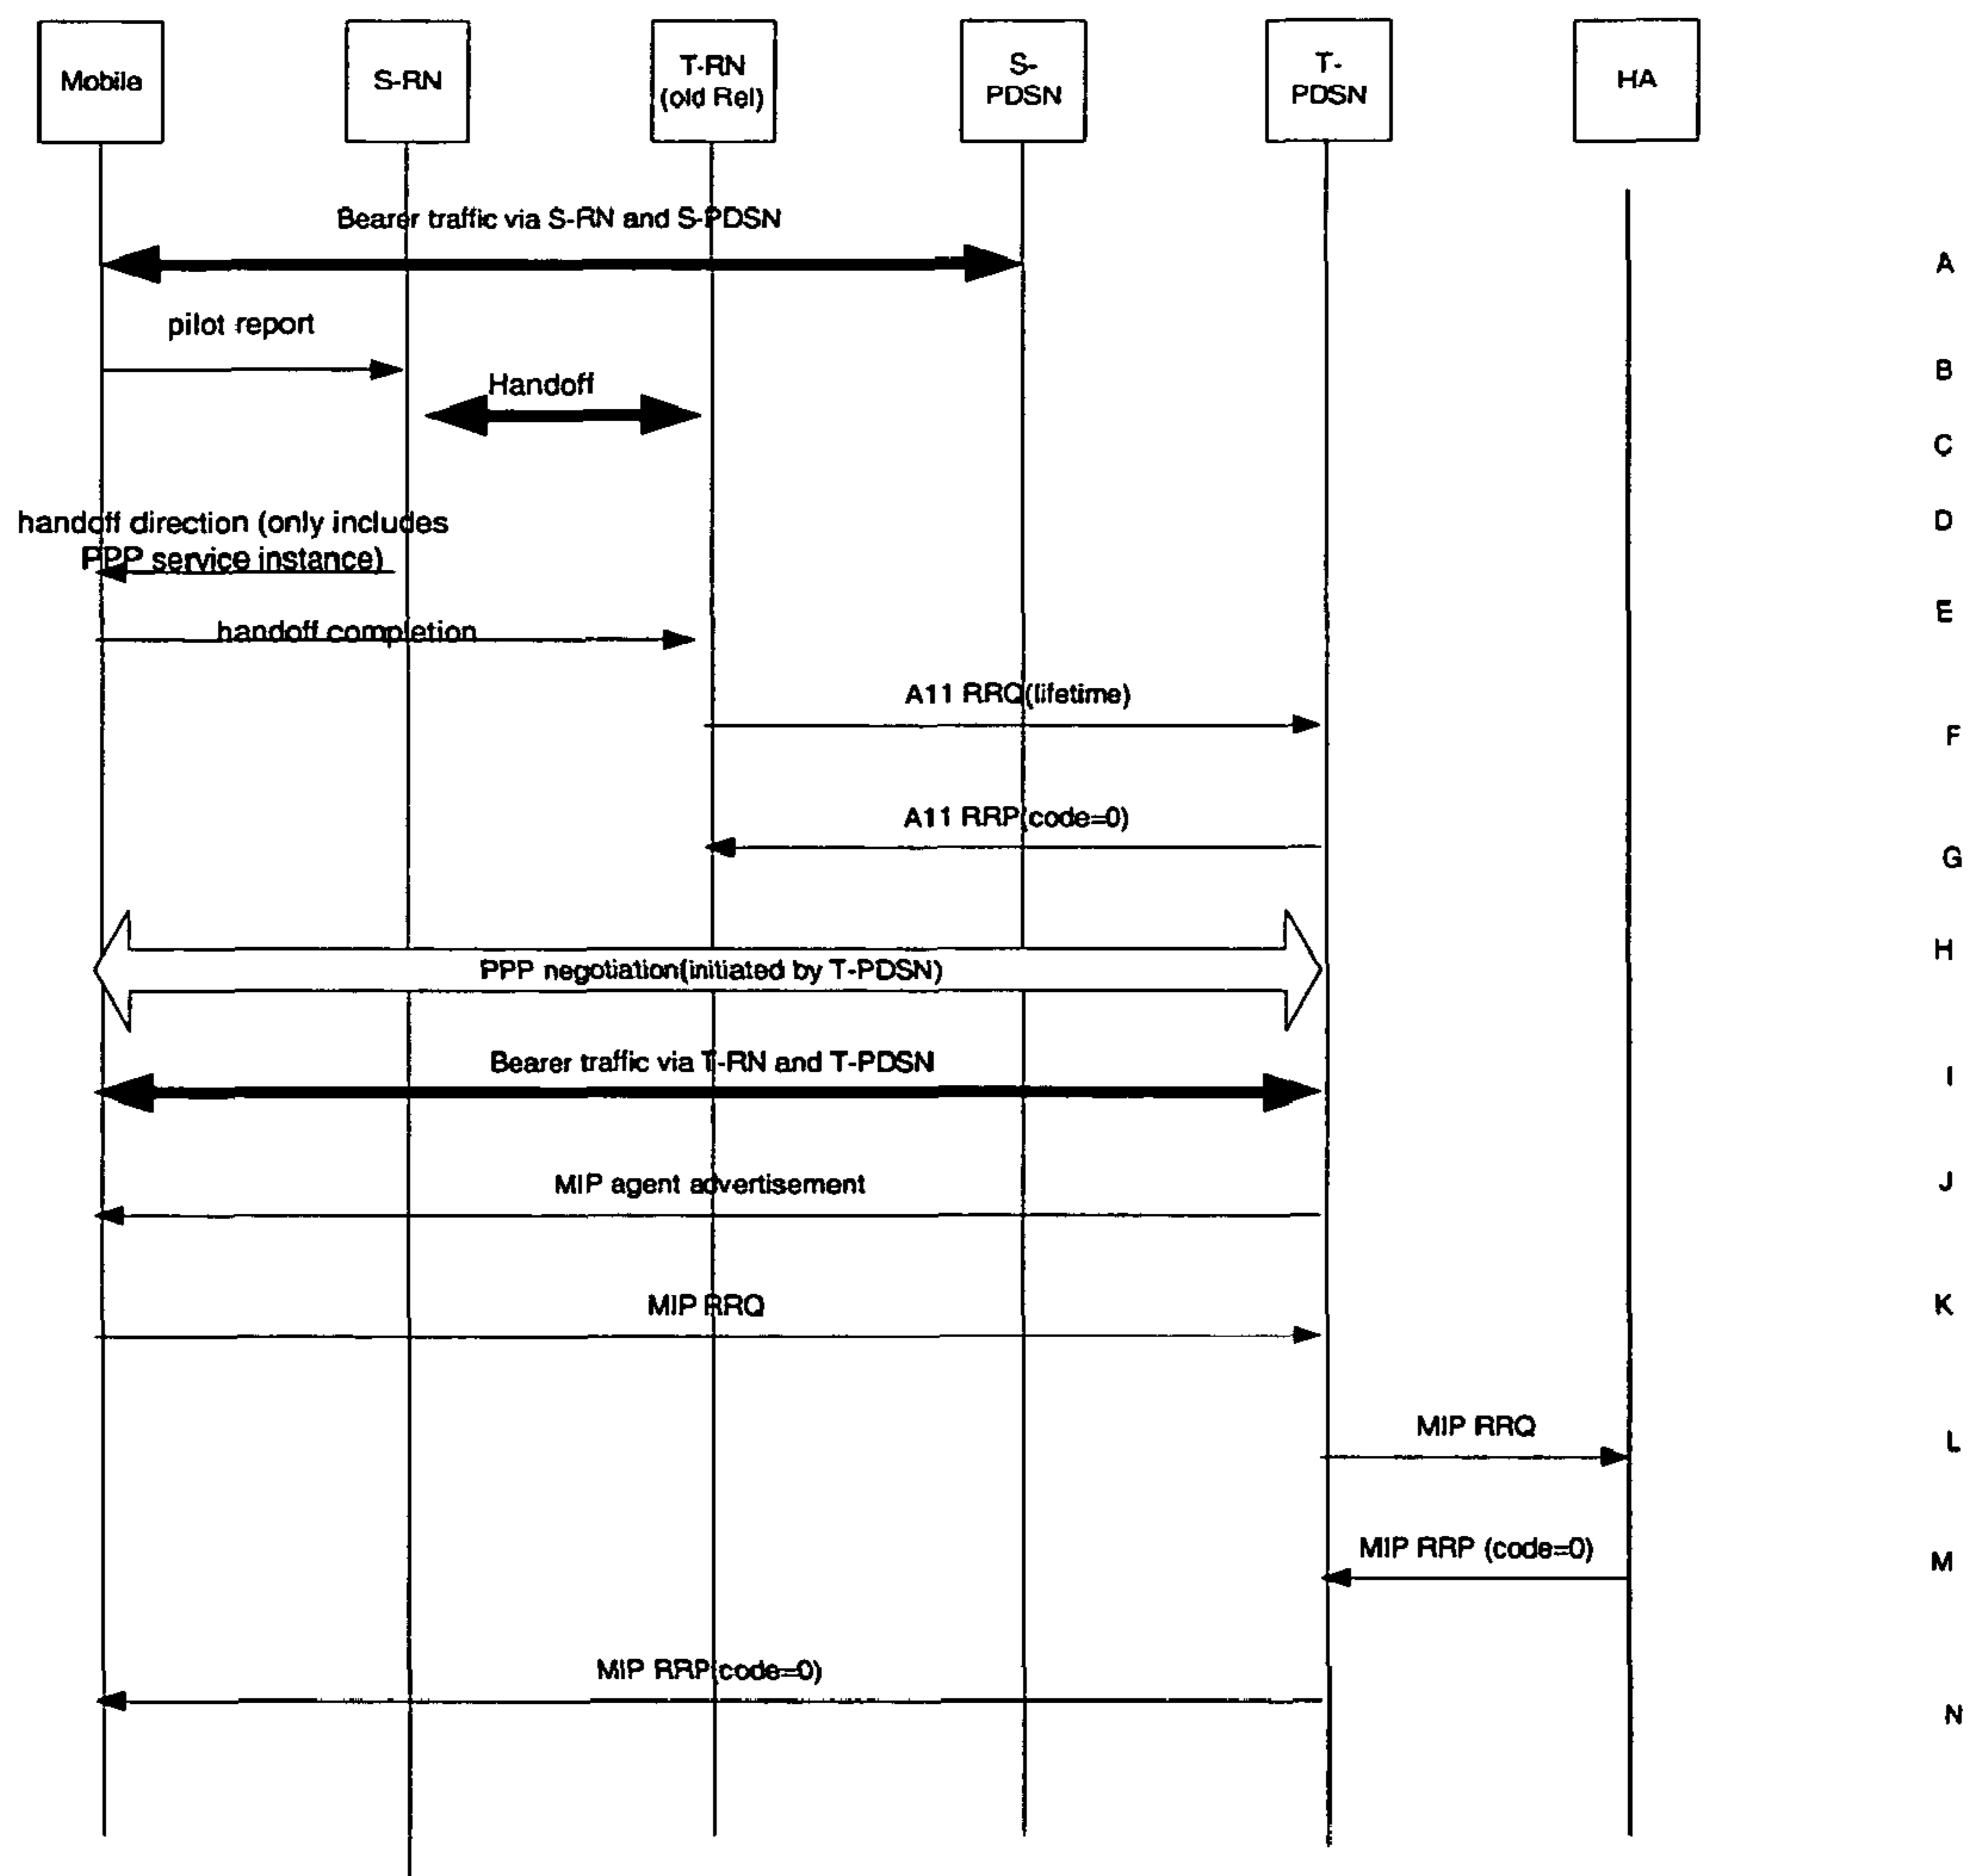 Mobile
S-RN
T-RN
(old Rel)
S-
PDSN
T-
PDSN
HA
Bearer traffic via S-RN and S-PDSN
A
pilot report
B
Handoff
C
handoff direction (only includes
PPP service instance)
D
handoff completion
E
A11 RRQ(lifetime)
F
A11 RRP(code=0)
G
PPP negotiation(initiated by T-PDSN)
H
Bearer traffic via T-RN and T-PDSN
I
MIP agent advertisement
J
MIP RRQ
K
MIP RRQ
L
MIP RRP (code=0)
M
MIP RRP(code=0)
N